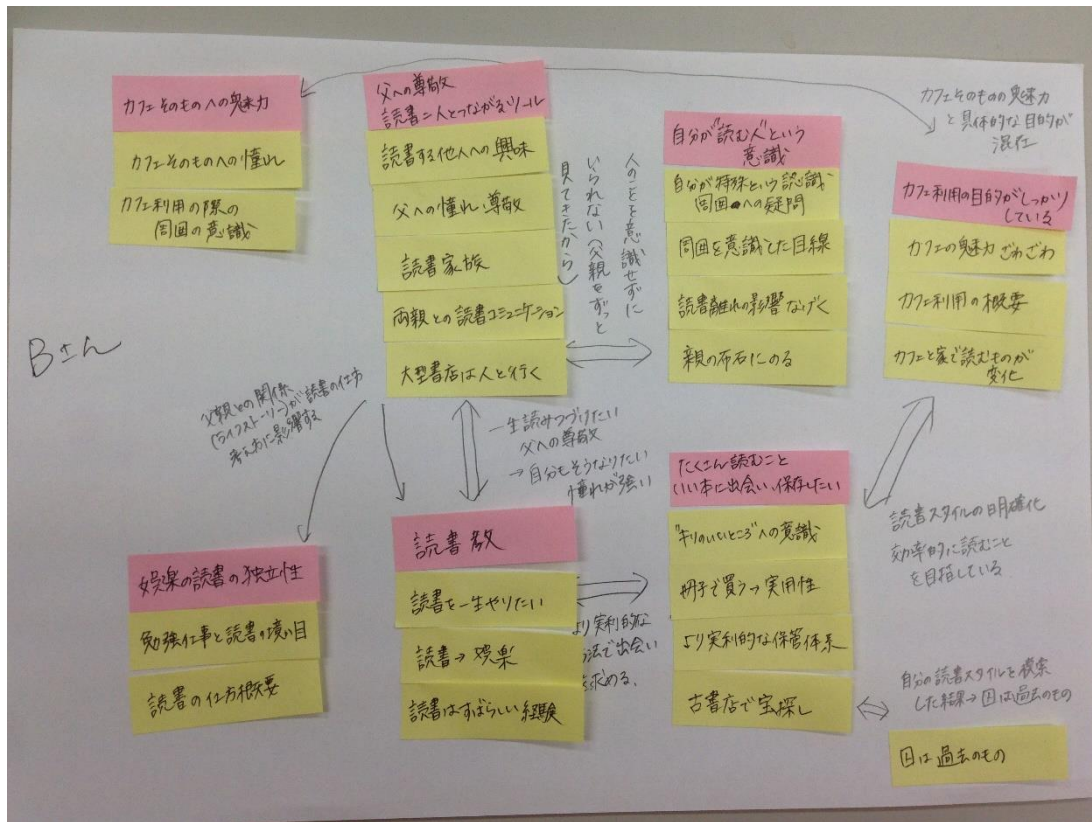 Bさん
カフェそのものへの魅力
カフェそのものへの憧れ
カフェ利用の際の
周囲の意識
父への尊敬
読書=人とつながるツール
読書する他人への興味
父への憧れ 尊敬
読書家族
両親との読書コミュニケーション
大型書店は人と行く
人のことを意識せずに
いられない(父親をずっと
見てきたから)
自分が"読む人"という
意識
自分が特殊という認識
周囲への疑問
周囲を意識した目線
読書離れの影響なげく
親の布石にのる
カフェそのものの魅力
と具体的な目的が
混在
カフェ利用の目的がしっかり
している
カフェの魅力 ざわざわ
カフェ利用の概要
カフェと家で読むものが
変化
父親との関係
(ライフストーリー)が読書の仕方
考え方に影響する
一生読みつづけたい
父への尊敬
→自分もそうなりたい
憧れが強い
娯楽の読書の独立性
勉強仕事と読書の境い目
読書の仕方概要
読書
読書を一生やりたい
読書→娯楽
読書はすばらしい経験
より実利的な
方法で出会い
を求める。
たくさん読むこと
いい本に出会い、保存したい
"キリのいいところ"への意識
冊子で買う→実用性
より実利的な保管体系
古書店で宝探し
読書スタイルの明確化
効率的に読むこと
を目指している
自分の読書スタイルを模索
した結果→図は過去のもの
図は過去のもの